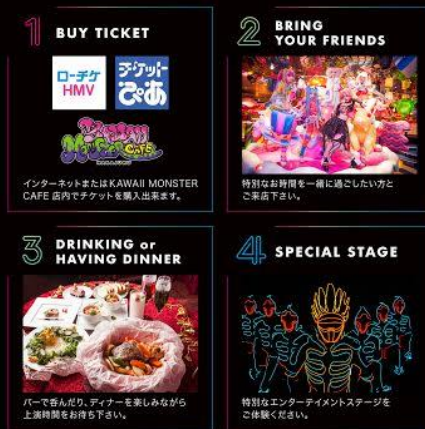 1 BUY TICKET
ローチケ
HMV
チケット
ぴあ
KAWAII
MONSTER CAFE
HARAJUKU
インターネットまたはKAWAII MONSTER
CAFE 店内でチケットを購入出来ます。
2 BRING
YOUR FRIENDS
特別なお時間を一緒に過ごしたい方と
ご来店下さい。
3 DRINKING or
HAVING DINNER
バーで呑んだり、ディナーを楽しみながら
上演時間をお待ち下さい。
4 SPECIAL STAGE
特別なエンターテイメントステージを
ご体験ください。